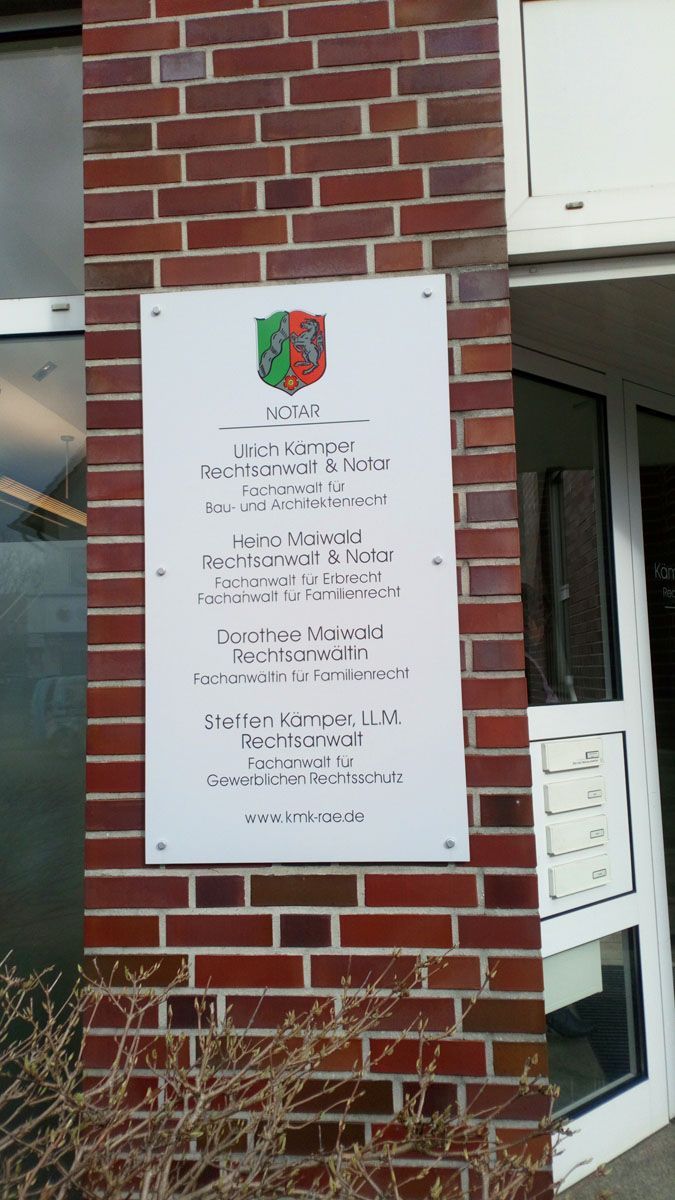 NOTAR
Ulrich Kämper
Rechtsanwalt & Notar
Fachanwalt für
Bau- und Architektenrecht
Heino Maiwald
Rechtsanwalt & Notar
Fachanwalt für Erbrecht
Fachanwalt für Familienrecht
Dorothee Maiwald
Rechtsanwältin
Fachanwältin für Familienrecht
Steffen Kämper, LL.M.
Rechtsanwalt
Fachanwalt für
Gewerblichen Rechtsschutz
www.kmk-rae.de